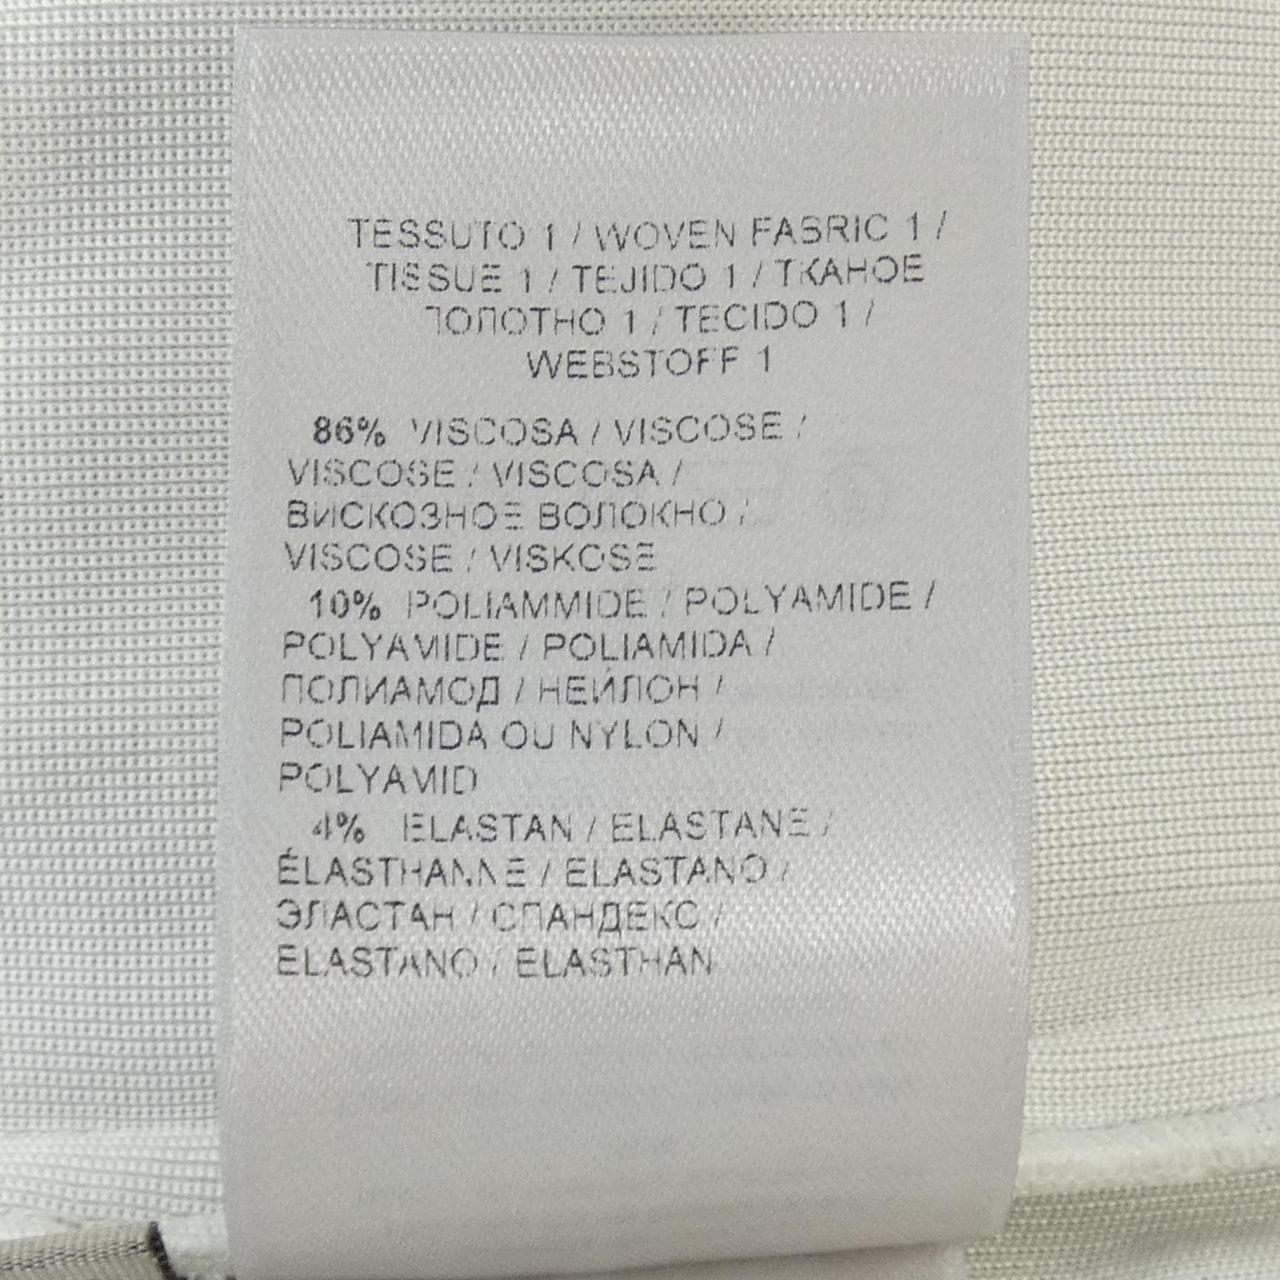 TESSUTO 1 / WOVEN FABRIC 1 /
TISSUE 1 / TEJIDO 1 / ТКАНОЕ
ПОЛОТНО 1 / TECIDO 1 /
WEBSTOFF 1
86% VISCOSA / VISCOSE /
VISCOSE / VISCOSA /
ВИСКОЗНОЕ ВОЛОКНО /
VISCOSE / VISKOSE
10% POLIAMMIDE / POLYAMIDE /
POLYAMIDE / POLIAMIDA /
ПОЛИАМОД / НЕЙЛОН /
POLIAMIDA OU NYLON /
POLYAMID
4% ELASTAN / ELASTANE /
ÉLASTHANNE / ELASTANO /
ЭЛАСТАН / СПАНДЕКС /
ELASTANO / ELASTHAN